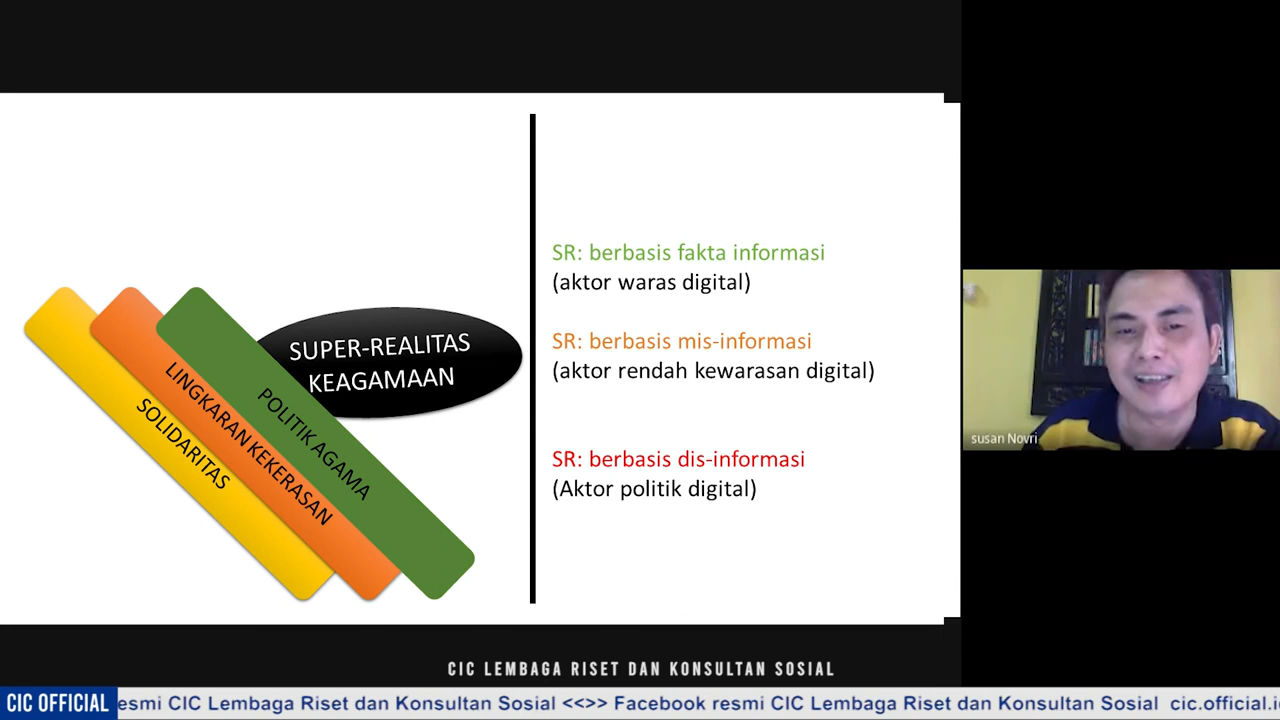 SUPER-REALITAS
KEAGAMAAN
POLITIK AGAMA
LINGKARAN KEKERASAN
SOLIDARITAS
SR: berbasis fakta informasi
(aktor waras digital)
SR: berbasis mis-informasi
(aktor rendah kewarasan digital)
SR: berbasis dis-informasi
(Aktor politik digital)
susan Novri
CIC LEMBAGA RISET DAN KONSULTAN SOSIAL
CIC OFFICIAL
esmi CIC Lembaga Riset dan Konsultan Sosial <<>> Facebook resmi CIC Lembaga Riset dan Konsultan Sosial cic.official.i